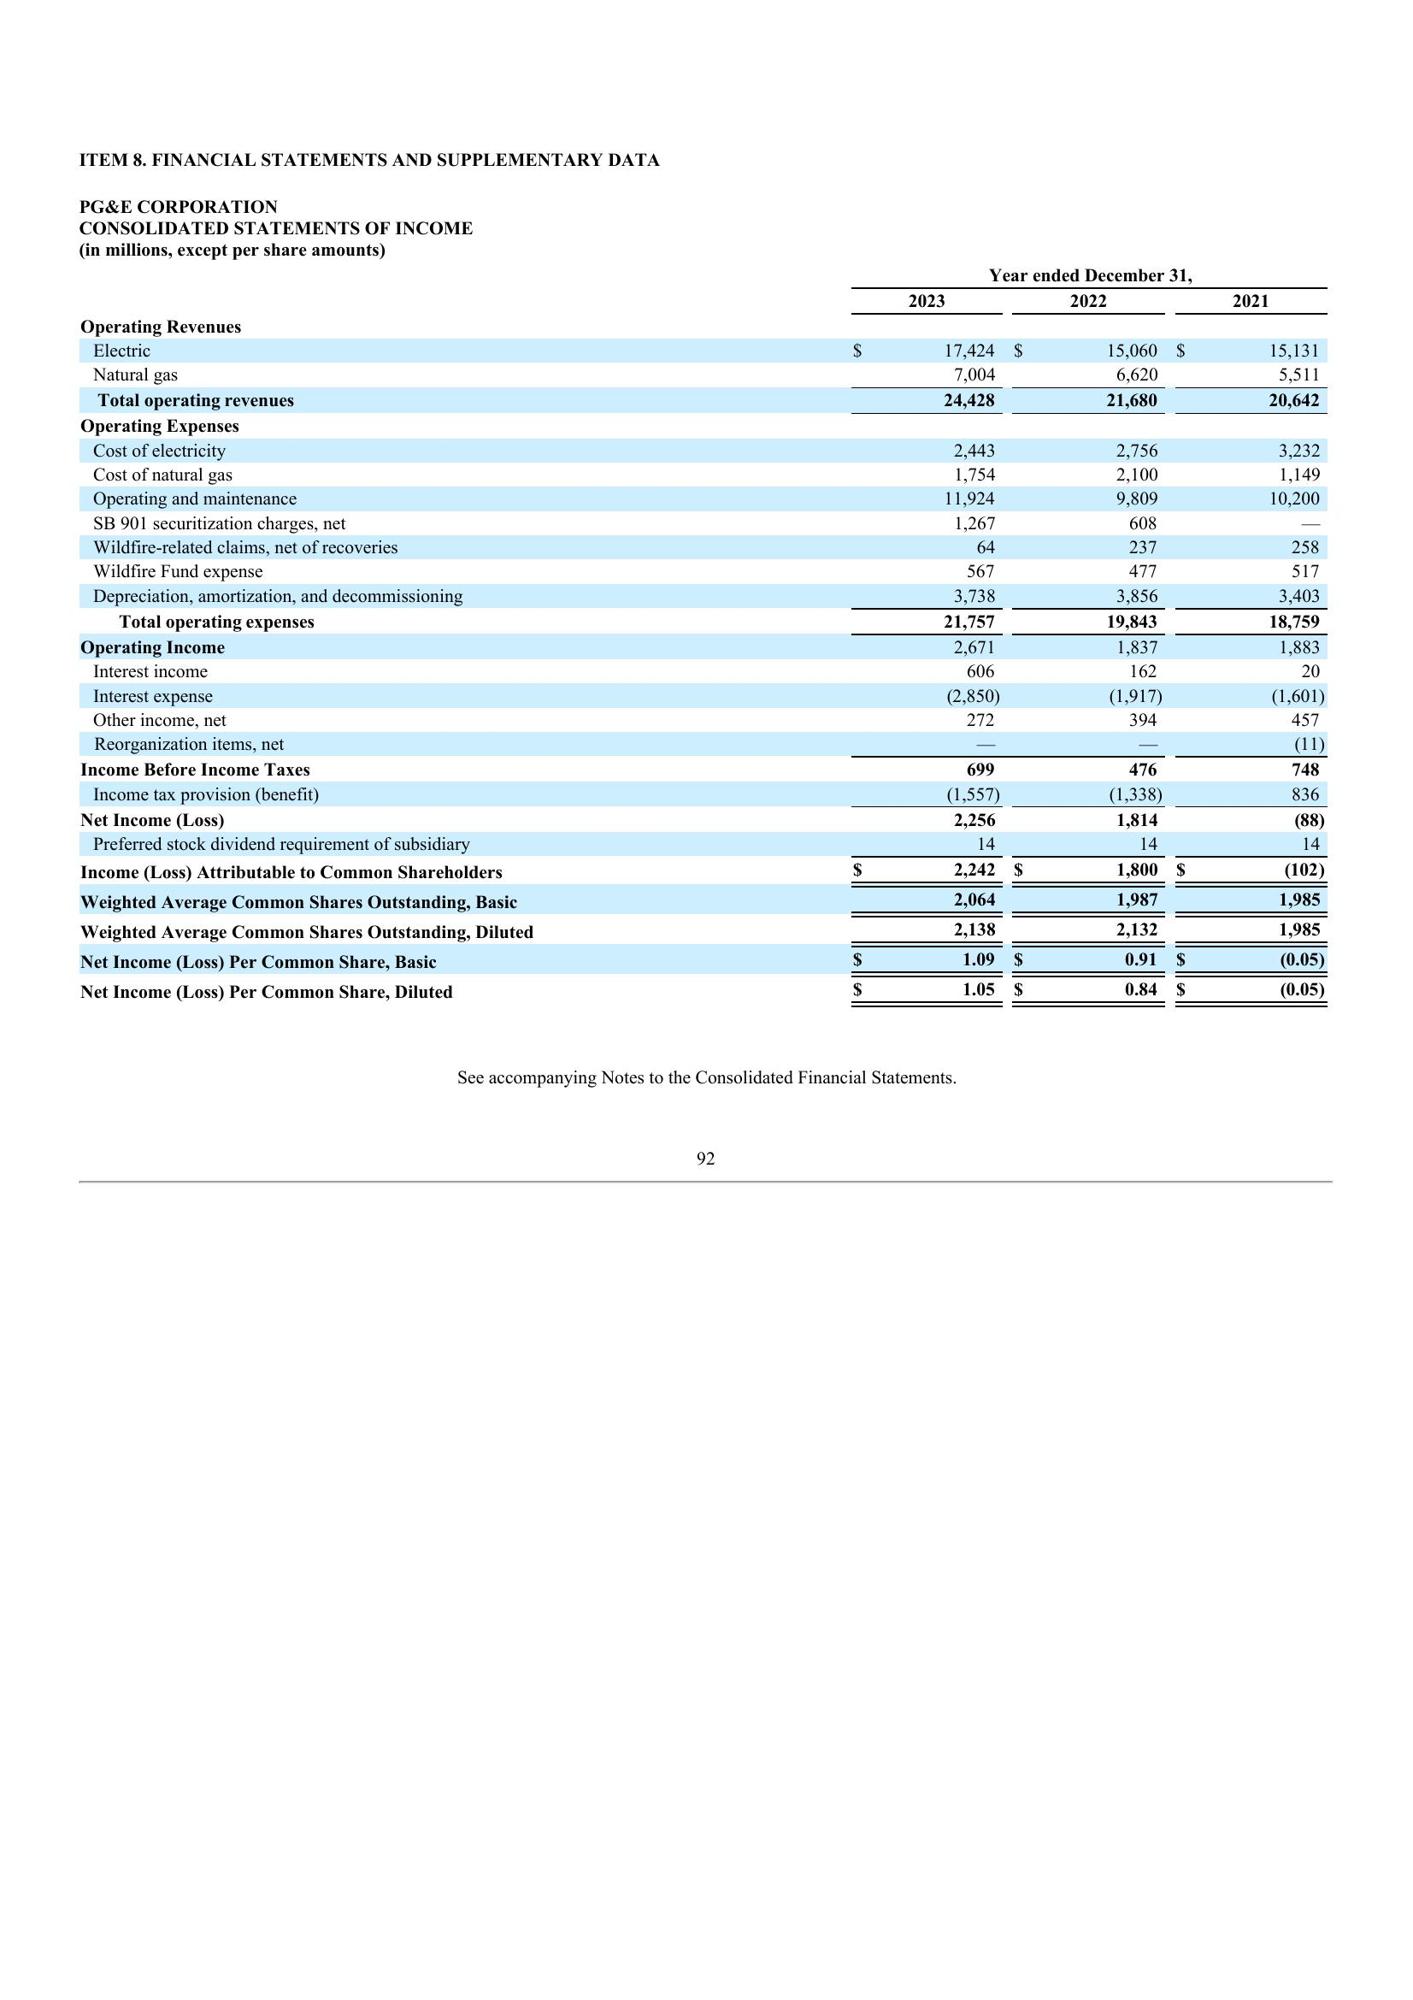 ITEM 8. FINANCIAL STATEMENTS AND SUPPLEMENTARY DATA
PG&E CORPORATION
CONSOLIDATED STATEMENTS OF INCOME
(in millions, except per share amounts)
Year ended December 31,
2023 2022 2021
Operating Revenues
Electric $ 17,424 $ 15,060 $ 15,131
Natural gas 7,004 6,620 5,511
Total operating revenues 24,428 21,680 20,642
Operating Expenses
Cost of electricity 2,443 2,756 3,232
Cost of natural gas 1,754 2,100 1,149
Operating and maintenance 11,924 9,809 10,200
SB 901 securitization charges, net 1,267 608 —
Wildfire-related claims, net of recoveries 64 237 258
Wildfire Fund expense 567 477 517
Depreciation, amortization, and decommissioning 3,738 3,856 3,403
Total operating expenses 21,757 19,843 18,759
Operating Income 2,671 1,837 1,883
Interest income 606 162 20
Interest expense (2,850) (1,917) (1,601)
Other income, net 272 394 457
Reorganization items, net — — (11)
Income Before Income Taxes 699 476 748
Income tax provision (benefit) (1,557) (1,338) 836
Net Income (Loss) 2,256 1,814 (88)
Preferred stock dividend requirement of subsidiary 14 14 14
Income (Loss) Attributable to Common Shareholders $ 2,242 $ 1,800 $ (102)
Weighted Average Common Shares Outstanding, Basic 2,064 1,987 1,985
Weighted Average Common Shares Outstanding, Diluted 2,138 2,132 1,985
Net Income (Loss) Per Common Share, Basic $ 1.09 $ 0.91 $ (0.05)
Net Income (Loss) Per Common Share, Diluted $ 1.05 $ 0.84 $ (0.05)
See accompanying Notes to the Consolidated Financial Statements.
92